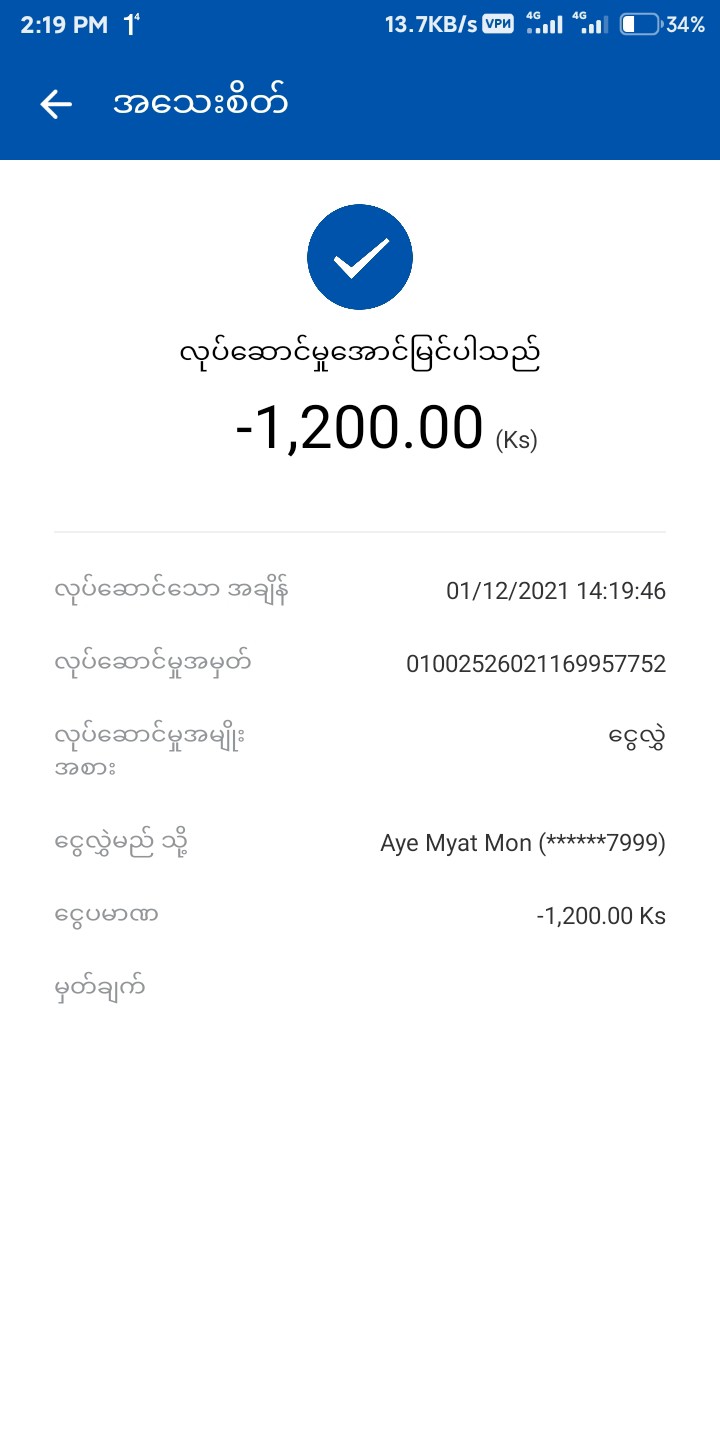 2:19 PM
13.7KB/s VPN 4G 4G 34%
အသေးစိတ်
လုပ်ဆောင်မှုအောင်မြင်ပါသည်
-1,200.00 (Ks)
လုပ်ဆောင်သော အချိန် 01/12/2021 14:19:46
လုပ်ဆောင်မှုအမှတ် 01002526021169957752
လုပ်ဆောင်မှုအမျိုး ငွေလွှဲ
အစား
ငွေလွှဲမည် သို့ Aye Myat Mon (******7999)
ငွေပမာဏ -1,200.00 Ks
မှတ်ချက်